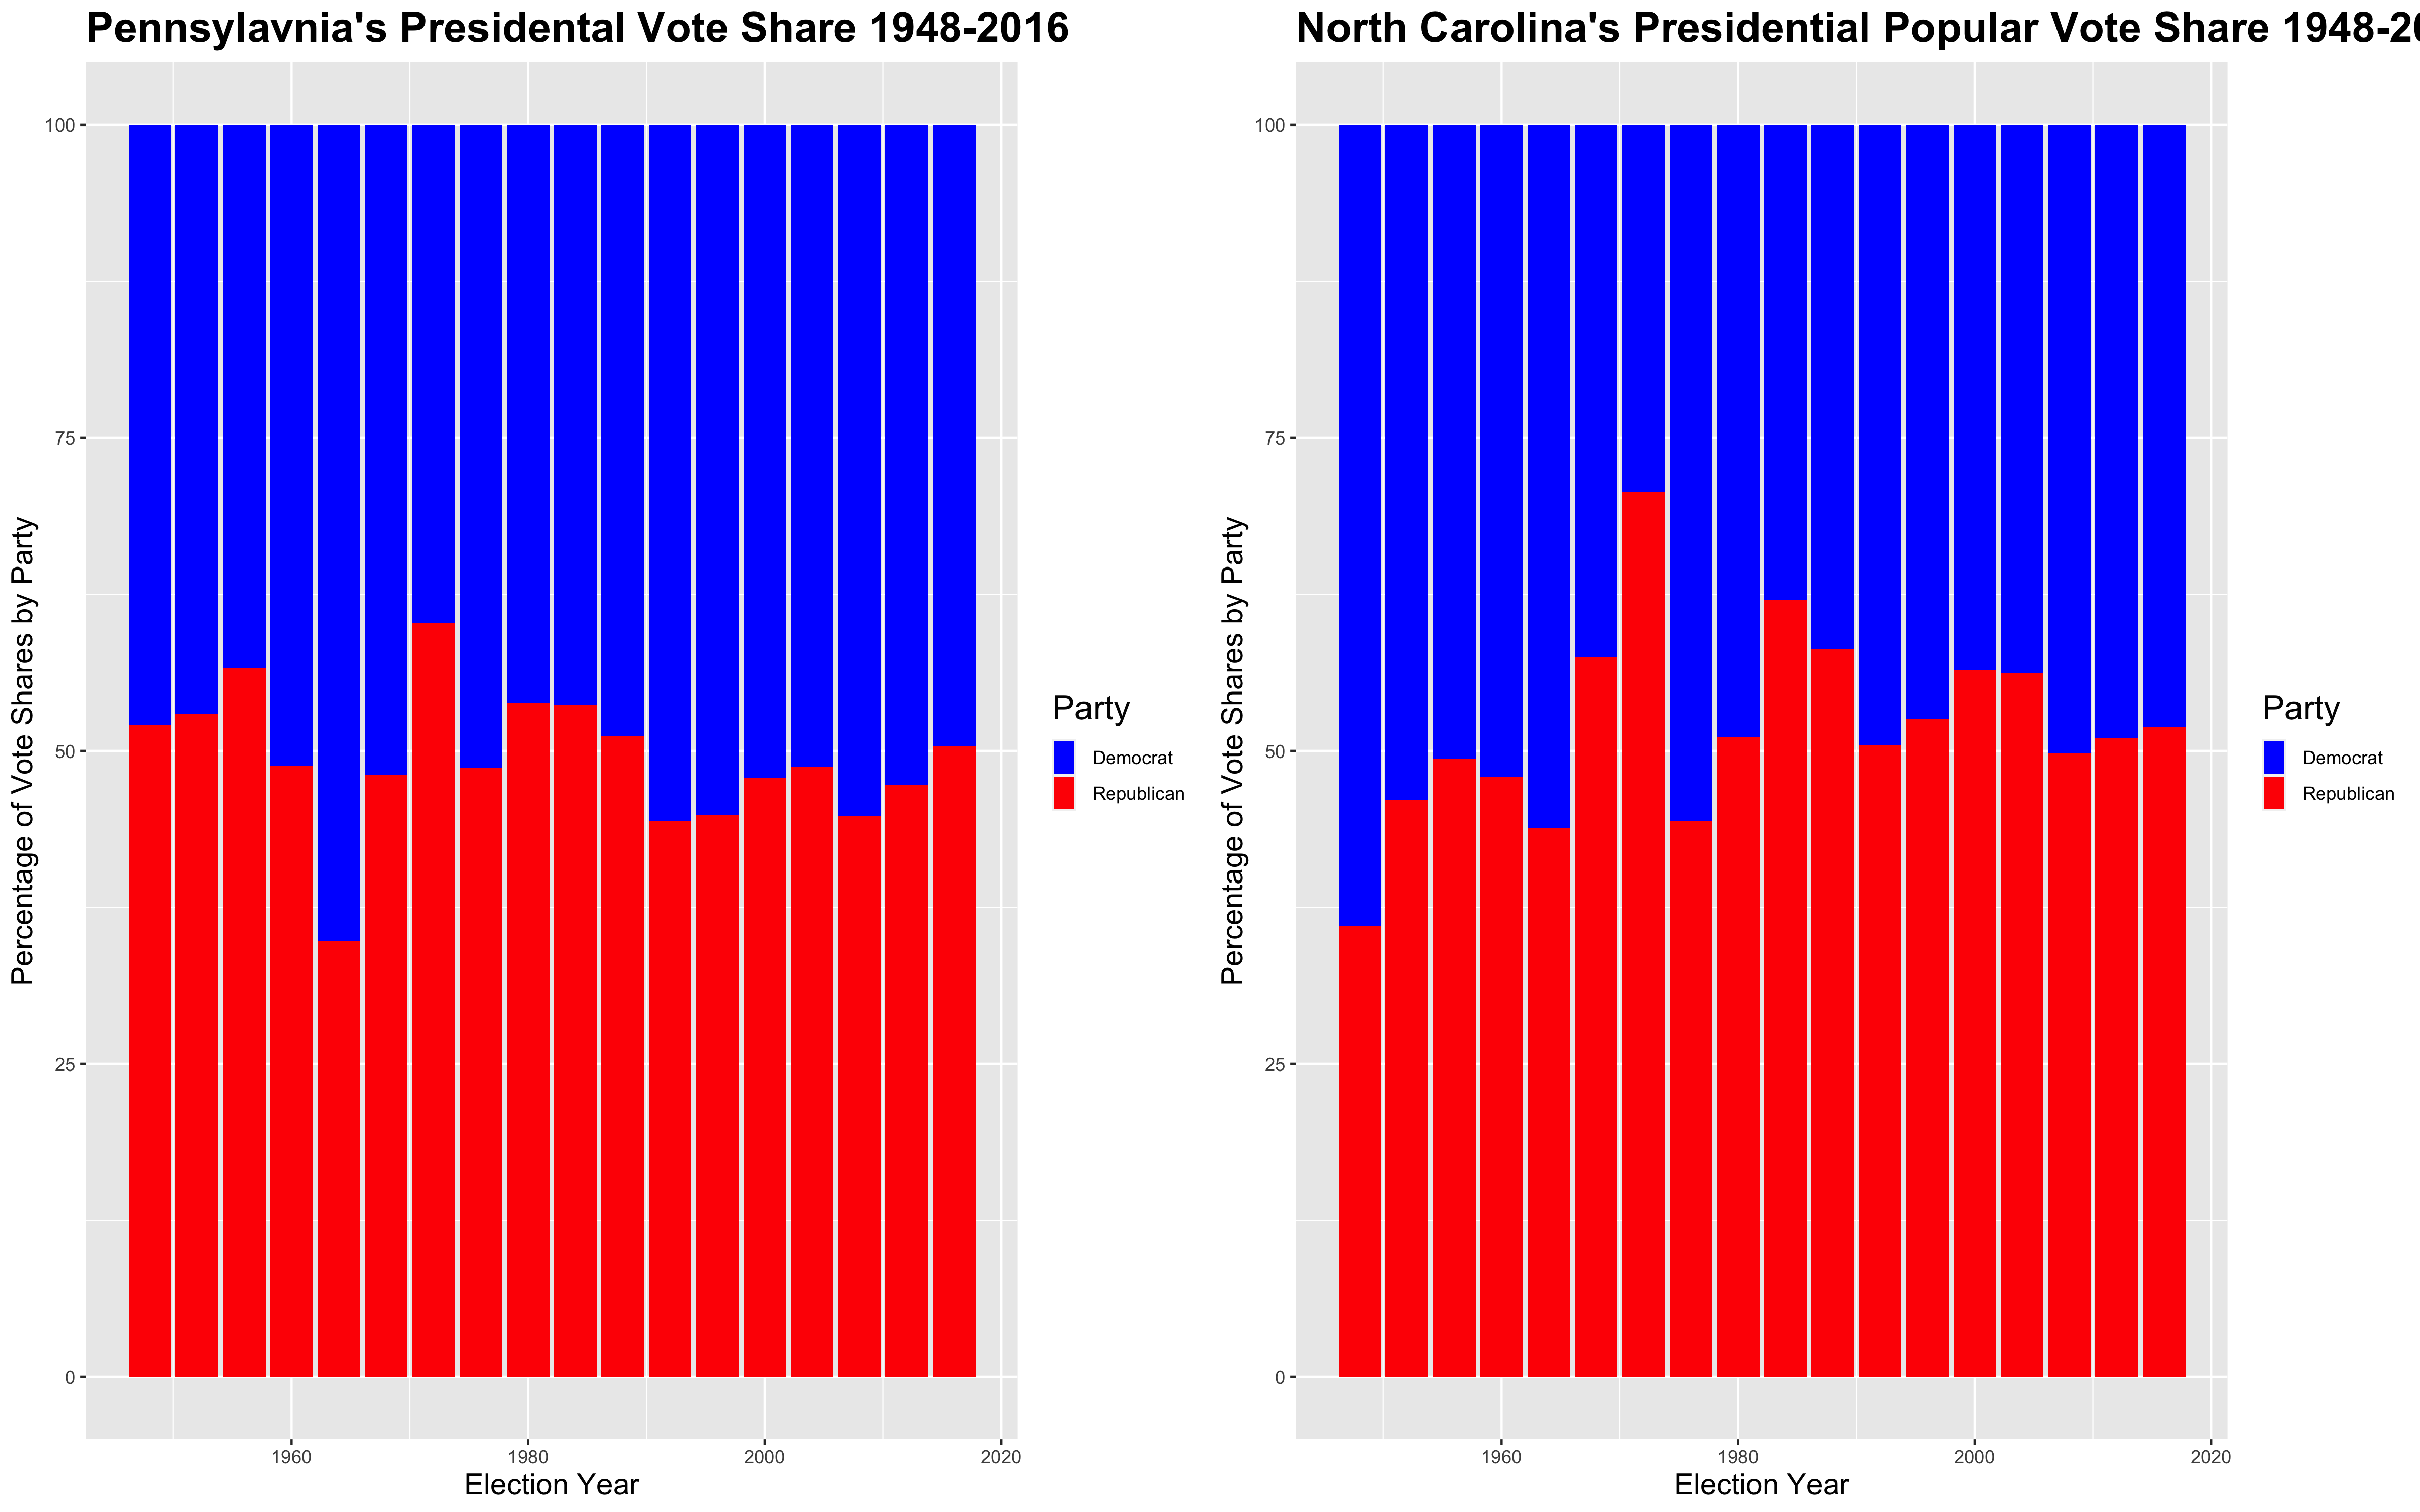 Pennsylavnia's Presidental Vote Share 1948-2016
100
75
50
25
0
Percentage of Vote Shares by Party
1960
1980
2000
2020
Election Year
Party
Democrat
Republican
North Carolina's Presidential Popular Vote Share 1948-20
100
75
50
25
0
Percentage of Vote Shares by Party
1960
1980
2000
2020
Election Year
Party
Democrat
Republican